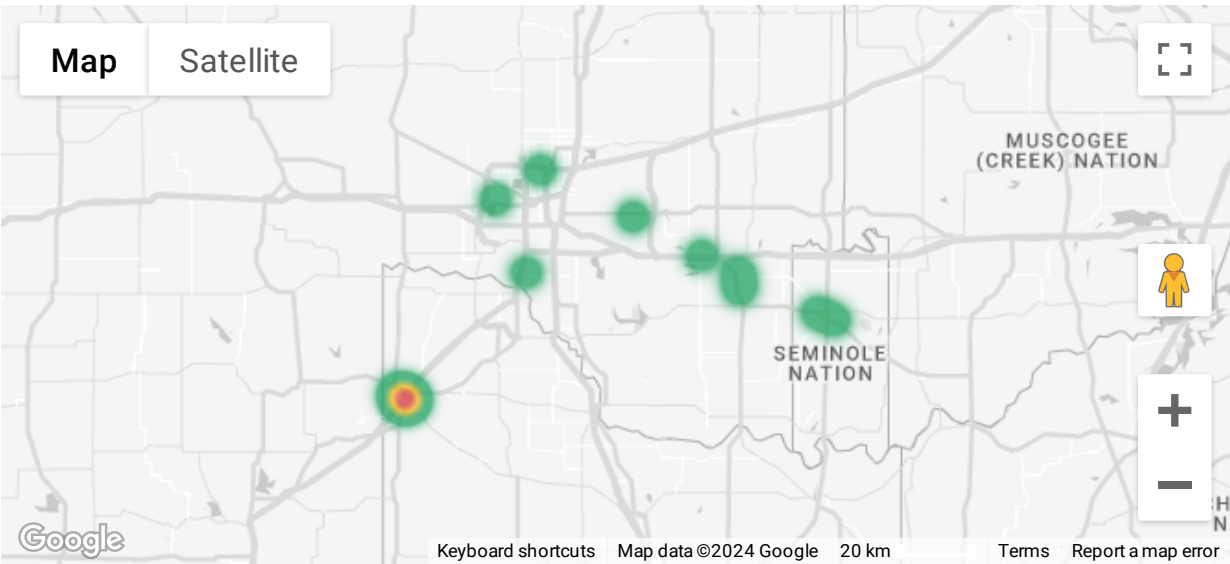 Map Satellite
MUSCOGEE
(CREEK) NATION
SEMINOLE
NATION
CH
N
Google
Keyboard shortcuts Map data ©2024 Google 20 km Terms Report a map error